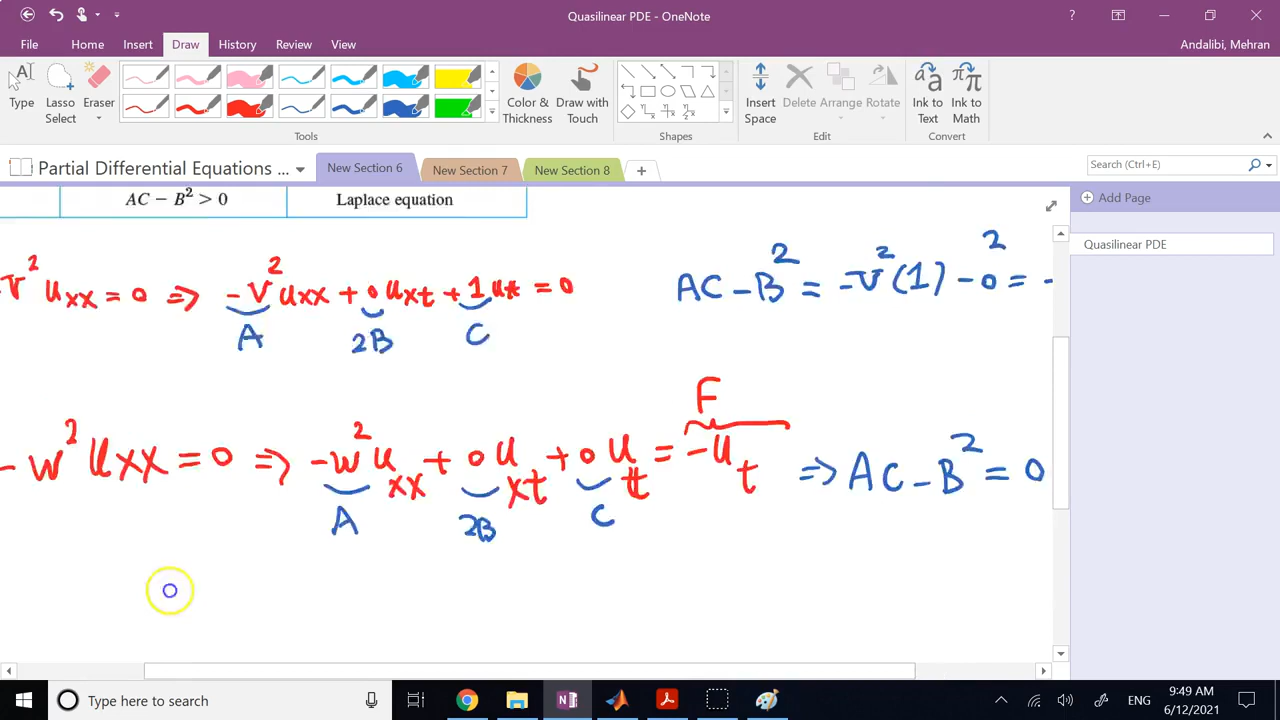 Quasilinear PDE - OneNote
Andalibi, Mehran
File Home Insert Draw History Review View
Type
Lasso Select
Eraser
Color & Thickness
Draw with Touch
Insert Space
Delete Arrange Rotate
Ink to Text
Ink to Math
Tools Shapes Edit Convert
Partial Differential Equations ...
New Section 6 New Section 7 New Section 8
Search (Ctrl+E)
Add Page
Quasilinear PDE
AC − B² > 0 Laplace equation
-V² uxx = 0 ⇒ -V² uxx + 0 uxt + 1 utt = 0
A 2B C
AC - B² = -V²(1) - 0² = -
F
- W² Uxx = 0 ⇒ -W² Uxx + 0 Uxt + 0 Utt = -Ut ⇒ AC - B² = 0
A 2B C
Type here to search
ENG
9:49 AM
6/12/2021